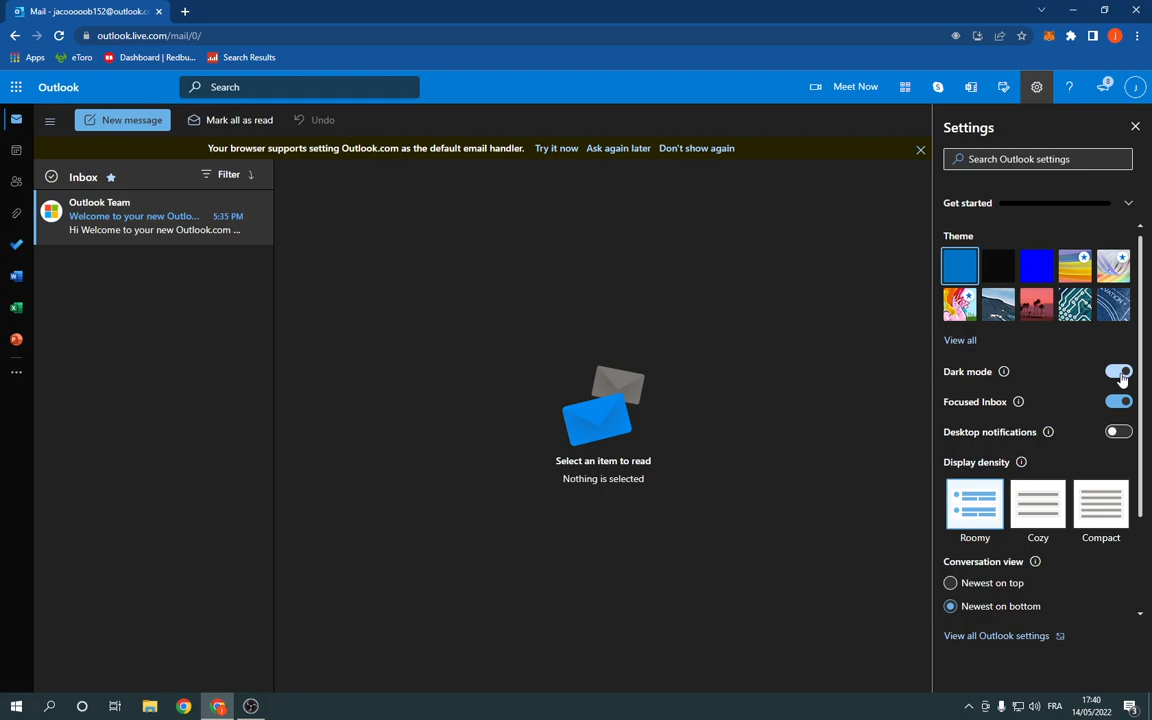 Mail - jacooooob152@outlook.c
outlook.live.com/mail/0/
Apps
eToro
Dashboard | Redbu...
Search Results
Outlook
Search
Meet Now
8
J
New message
Mark all as read
Undo
Your browser supports setting Outlook.com as the default email handler. Try it now Ask again later Don't show again
Inbox
Filter
Outlook Team
Welcome to your new Outlo... 5:35 PM
Hi Welcome to your new Outlook.com ...
Select an item to read
Nothing is selected
Settings
Search Outlook settings
Get started
Theme
View all
Dark mode
Focused Inbox
Desktop notifications
Display density
Roomy
Cozy
Compact
Conversation view
Newest on top
Newest on bottom
View all Outlook settings
FRA
17:40
14/05/2022
3